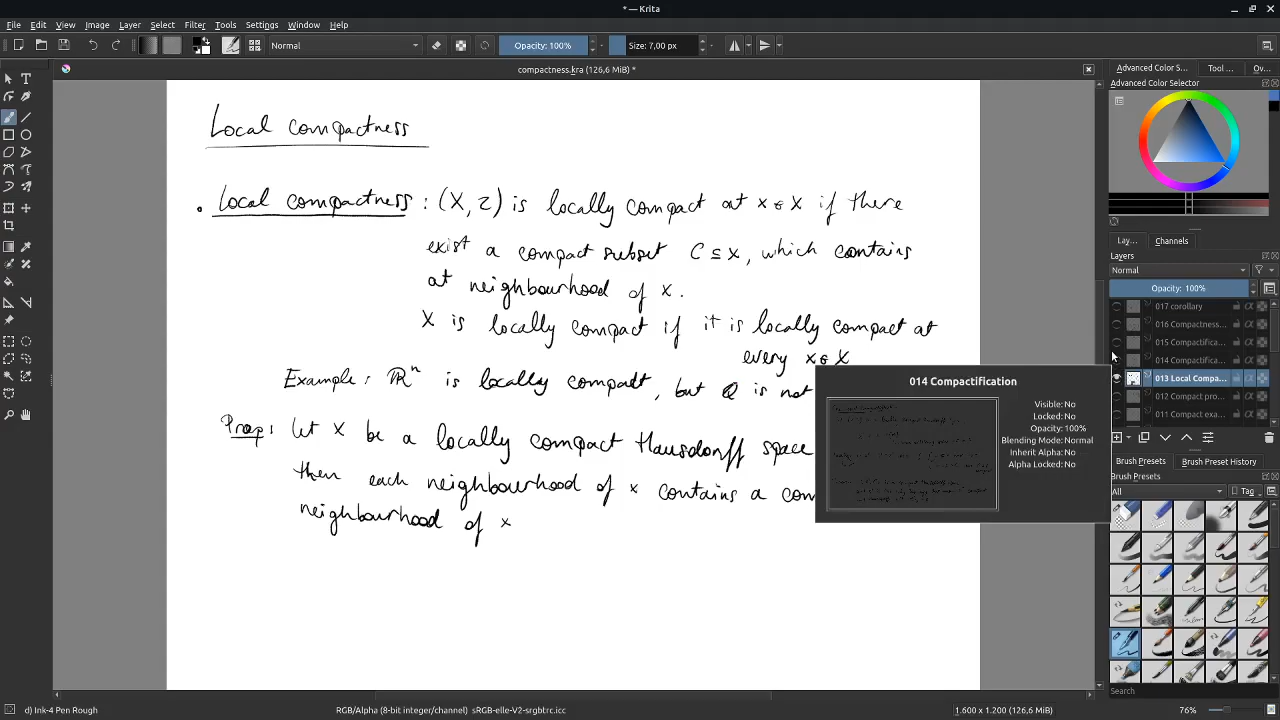 * — Krita
File Edit View Image Layer Select Filter Tools Settings Window Help
Normal Opacity: 100% Size: 7,00 px
compactness.kra (126,6 MiB) *
Advanced Color S... Tool ... Ov...
Advanced Color Selector
Local compactness
. Local compactness : (X, τ) is locally compact at x ∈ X if there
exist a compact subset C ⊆ X, which contains
at neighbourhood of x.
X is locally compact if it is locally compact at
every x ∈ X
Example: ℝⁿ is locally compact, but ℚ is not
Prop: let X be a locally compact Hausdorff space
then each neighbourhood of x contains a
neighbourhood of x
Lay... Channels
Layers
Normal
Opacity: 100%
017 corollary
016 Compactness...
015 Compactifica...
014 Compactifica...
013 Local Compa...
012 Compact pro...
011 Compact exa...
014 Compactification
Visible: No
Locked: No
Opacity: 100%
Blending Mode: Normal
Inherit Alpha: No
Alpha Locked: No
Brush Presets Brush Preset History
Brush Presets
All Tag
Search
d) Ink-4 Pen Rough RGB/Alpha (8-bit integer/channel) sRGB-elle-V2-srgbtrc.icc 1.600 x 1.200 (126,6 MiB) 76%